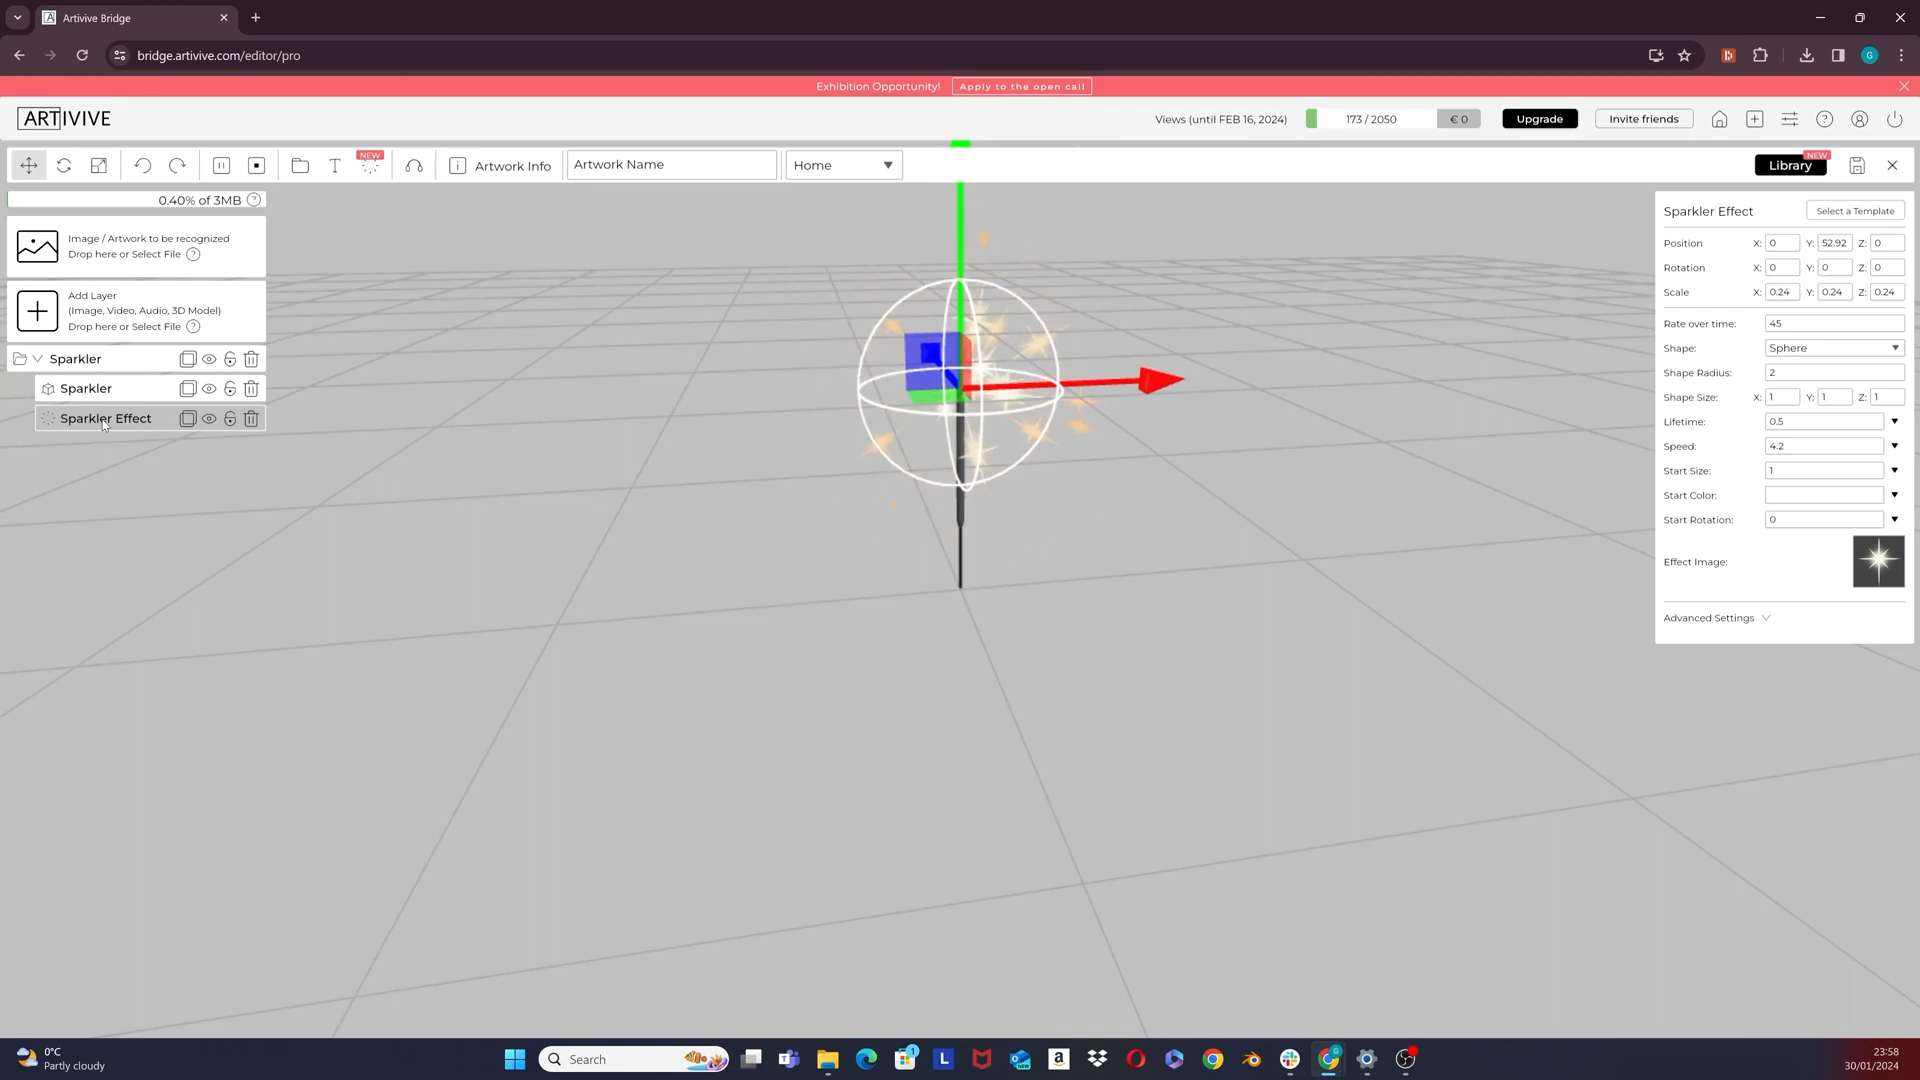 Artivive Bridge
bridge.artivive.com/editor/pro
Exhibition Opportunity! Apply to the open call
ARTIVIVE
Views (until FEB 16, 2024) 173 / 2050 € 0 Upgrade Invite friends
G
NEW
T
Artwork Info Artwork Name Home
NEW
Library
0.40% of 3MB ?
Image / Artwork to be recognized
Drop here or Select File ?
Add Layer
(Image, Video, Audio, 3D Model)
Drop here or Select File ?
Sparkler
Sparkler
Sparkler Effect
Sparkler Effect Select a Template
Position X: 0 Y: 52.92 Z: 0
Rotation X: 0 Y: 0 Z: 0
Scale X: 0.24 Y: 0.24 Z: 0.24
Rate over time: 45
Shape: Sphere
Shape Radius: 2
Shape Size: X: 1 Y: 1 Z: 1
Lifetime: 0.5
Speed: 4.2
Start Size: 1
Start Color:
Start Rotation: 0
Effect Image:
Advanced Settings
0°C
Partly cloudy
Search
23:58
30/01/2024